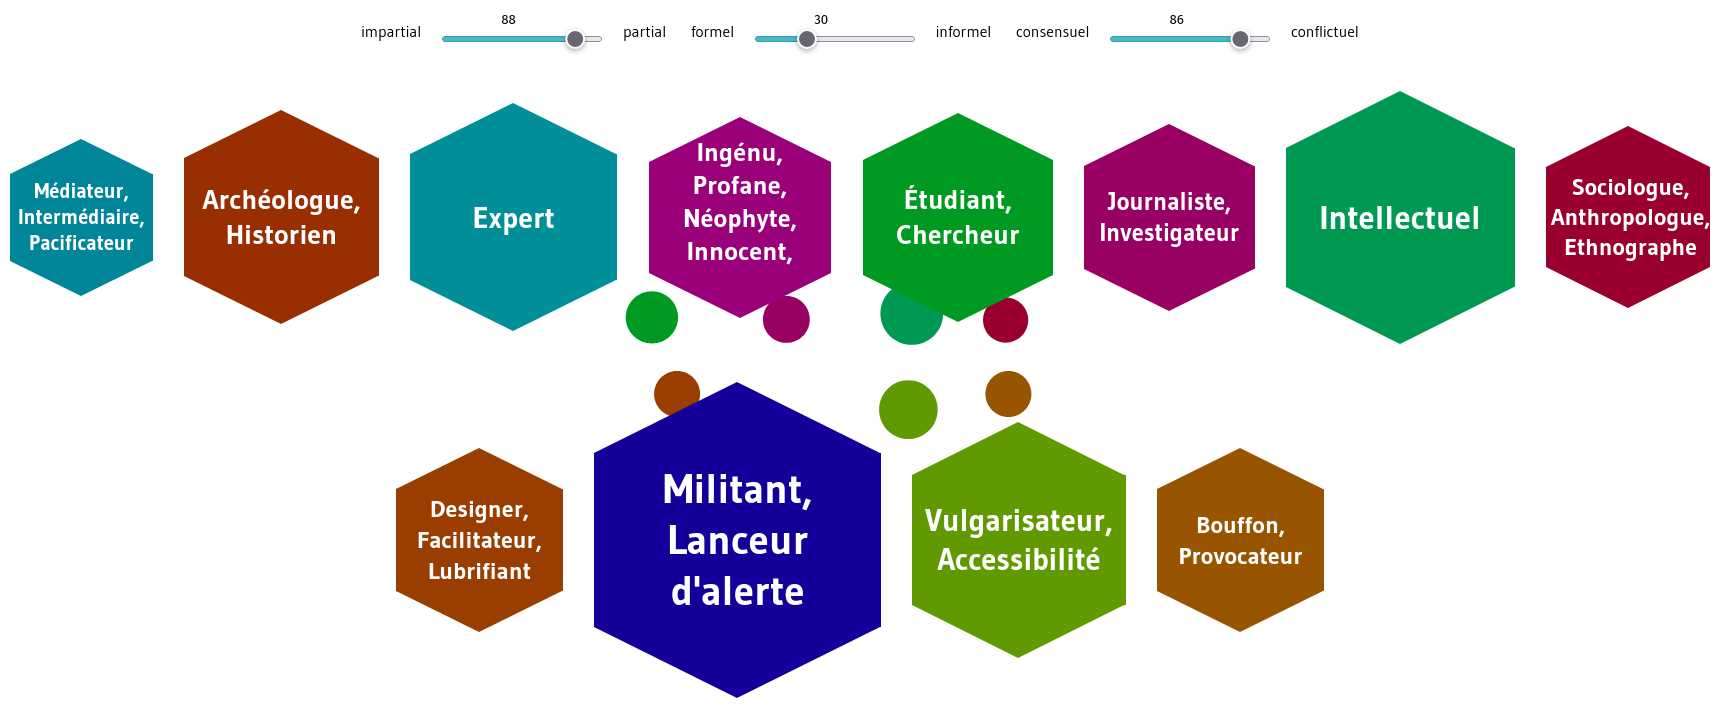 88
30
86
impartial
partial
formel
informel
consensuel
conflictuel
Médiateur,
Intermédiaire,
Pacificateur
Archéologue,
Historien
Expert
Ingénu,
Profane,
Néophyte,
Innocent,
Étudiant,
Chercheur
Journaliste,
Investigateur
Intellectuel
Sociologue,
Anthropologue,
Ethnographe
Designer,
Facilitateur,
Lubrifiant
Militant,
Lanceur
d'alerte
Vulgarisateur,
Accessibilité
Bouffon,
Provocateur